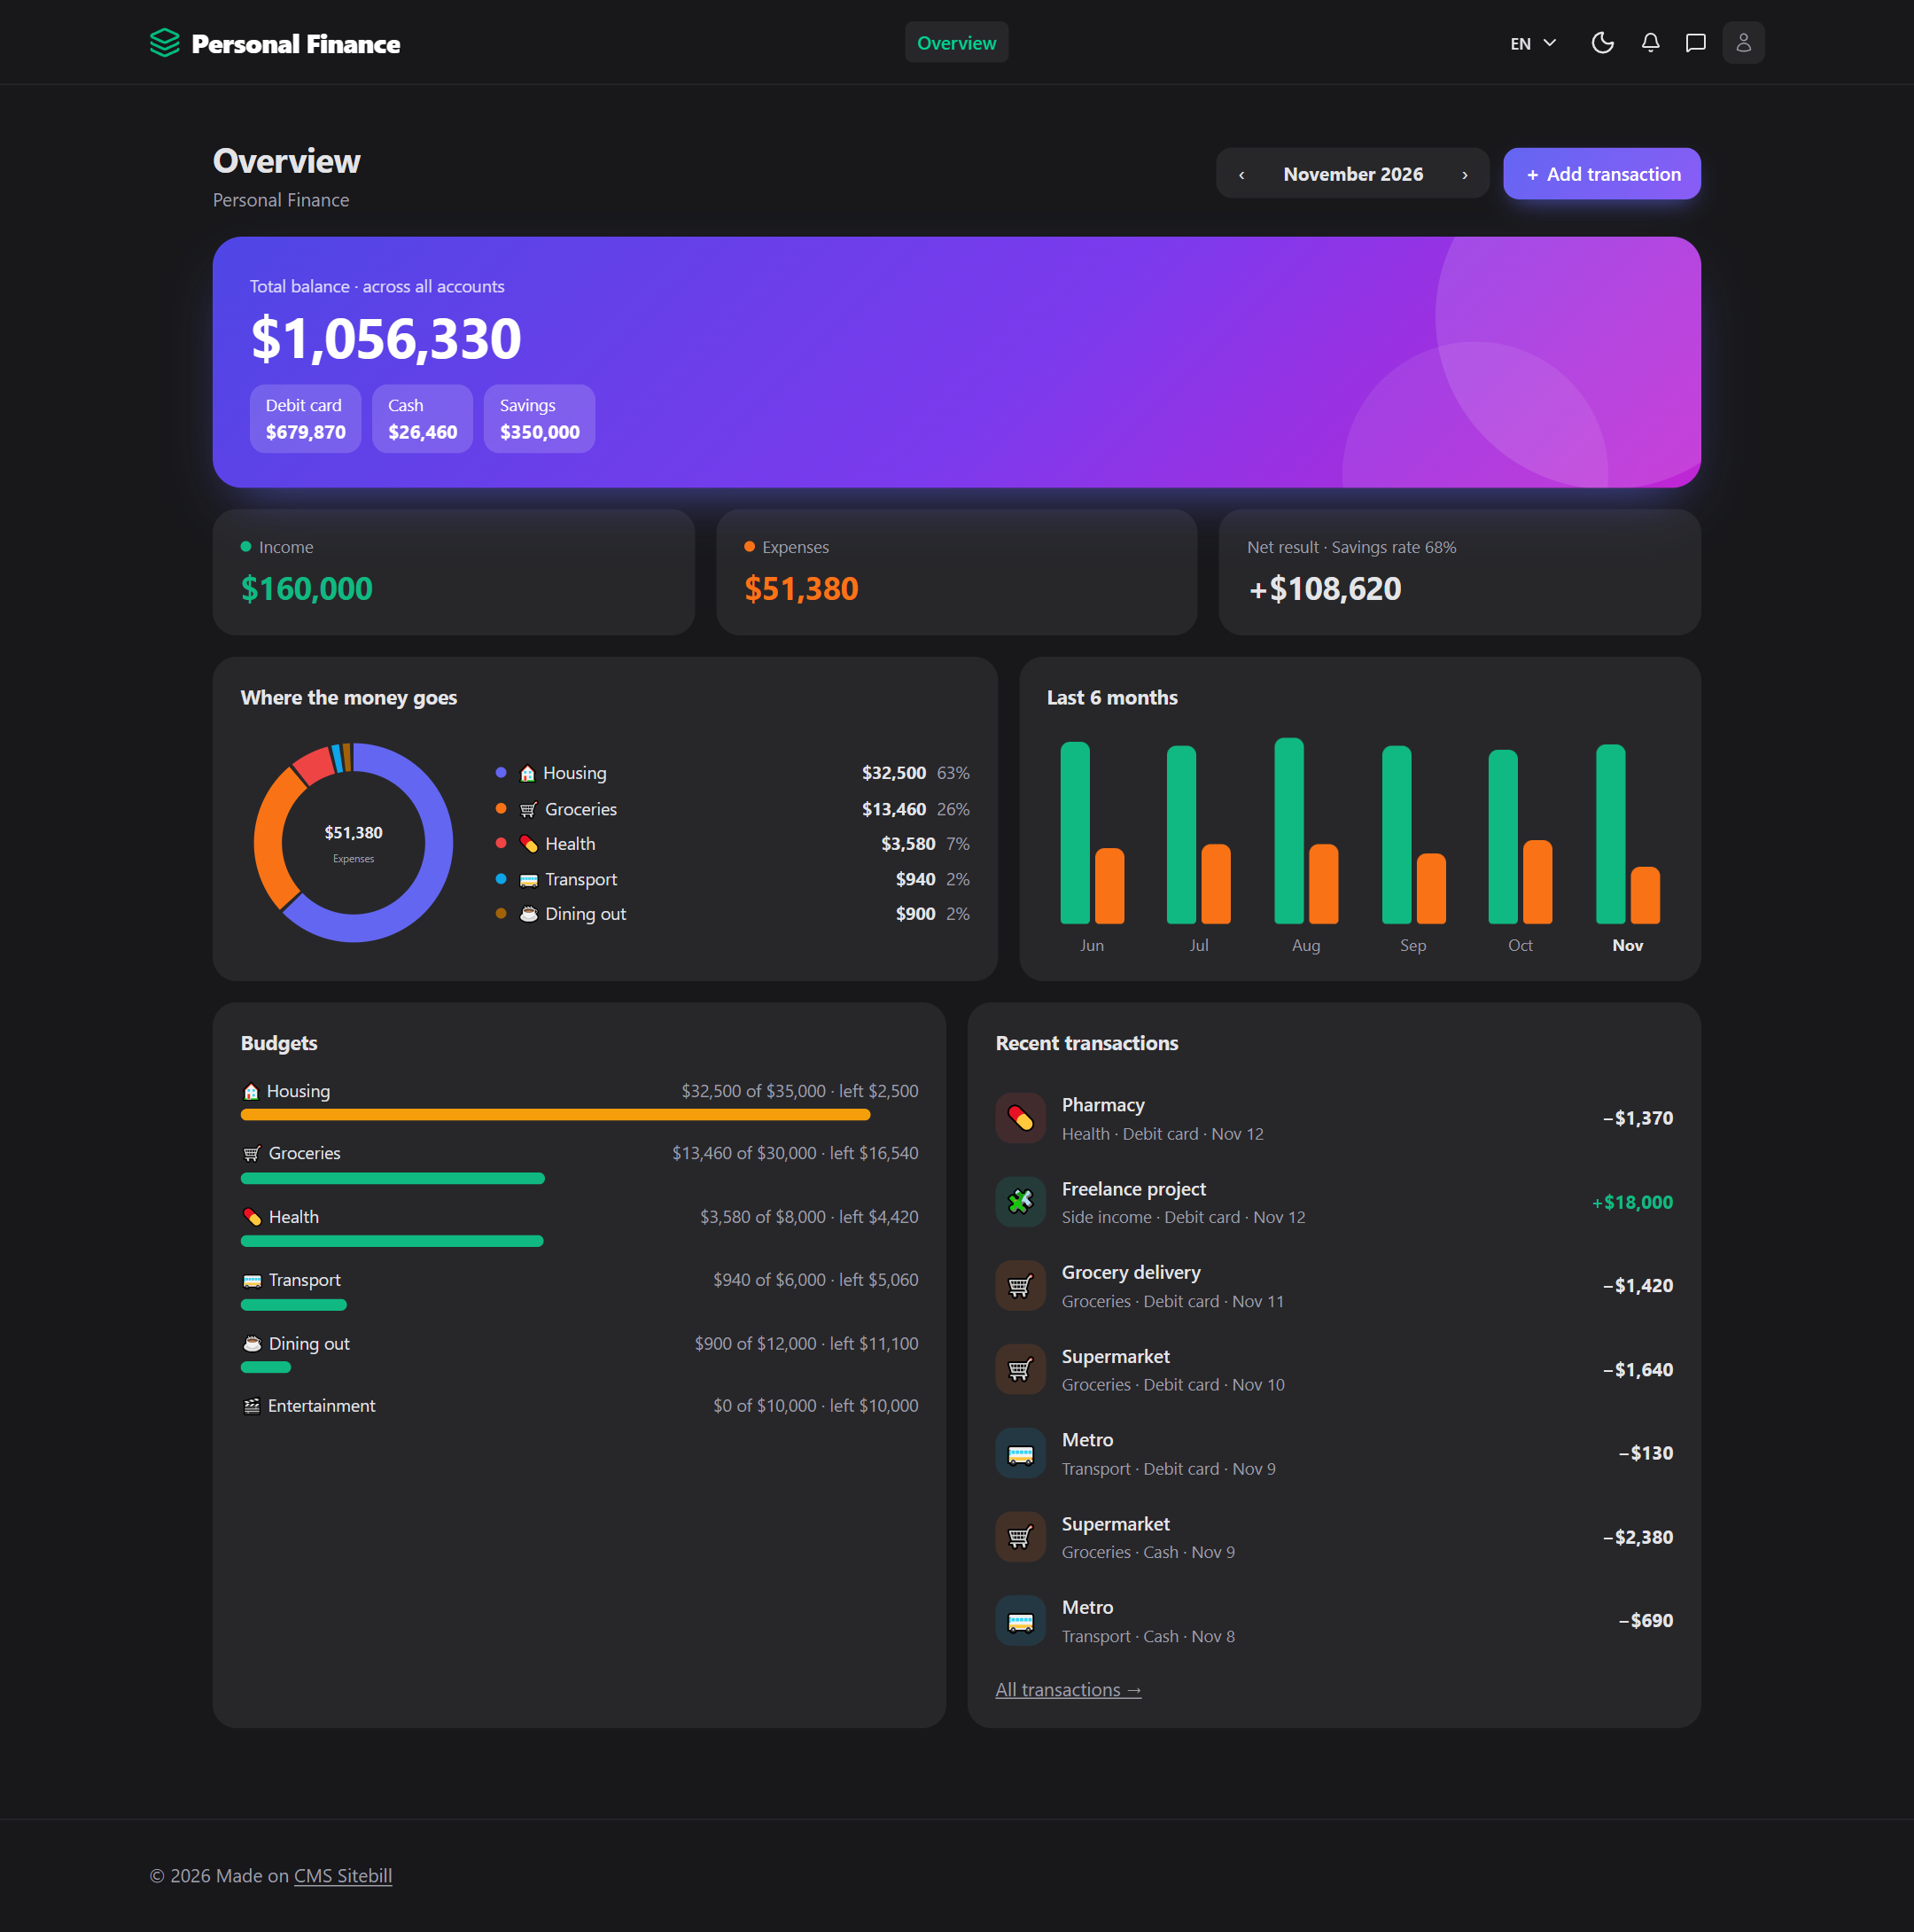 Personal Finance
Overview
EN
Overview
Personal Finance
‹ November 2026 ›
+ Add transaction
Total balance · across all accounts
$1,056,330
Debit card
$679,870
Cash
$26,460
Savings
$350,000
Income
$160,000
Expenses
$51,380
Net result · Savings rate 68%
+$108,620
Where the money goes
$51,380
Expenses
Housing $32,500 63%
Groceries $13,460 26%
Health $3,580 7%
Transport $940 2%
Dining out $900 2%
Last 6 months
Jun Jul Aug Sep Oct Nov
Budgets
Housing $32,500 of $35,000 · left $2,500
Groceries $13,460 of $30,000 · left $16,540
Health $3,580 of $8,000 · left $4,420
Transport $940 of $6,000 · left $5,060
Dining out $900 of $12,000 · left $11,100
Entertainment $0 of $10,000 · left $10,000
Recent transactions
Pharmacy
Health · Debit card · Nov 12
−$1,370
Freelance project
Side income · Debit card · Nov 12
+$18,000
Grocery delivery
Groceries · Debit card · Nov 11
−$1,420
Supermarket
Groceries · Debit card · Nov 10
−$1,640
Metro
Transport · Debit card · Nov 9
−$130
Supermarket
Groceries · Cash · Nov 9
−$2,380
Metro
Transport · Cash · Nov 8
−$690
All transactions →
© 2026 Made on CMS Sitebill